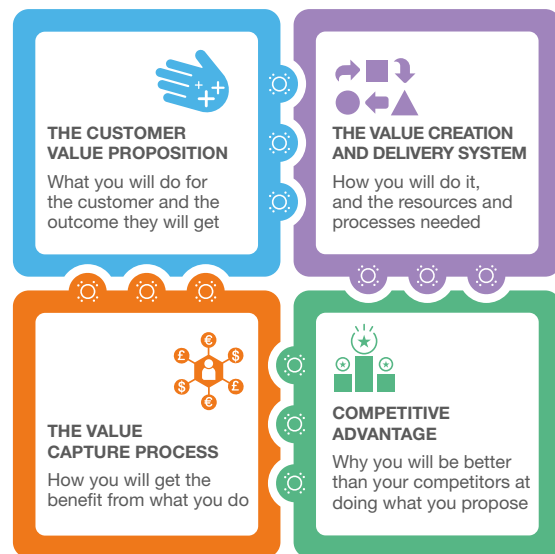 THE CUSTOMER
VALUE PROPOSITION
What you will do for
the customer and the
outcome they will get
THE VALUE CREATION
AND DELIVERY SYSTEM
How you will do it,
and the resources and
processes needed
£
€
$
$
€
£
THE VALUE
CAPTURE PROCESS
How you will get the
benefit from what you do
COMPETITIVE
ADVANTAGE
Why you will be better
than your competitors at
doing what you propose